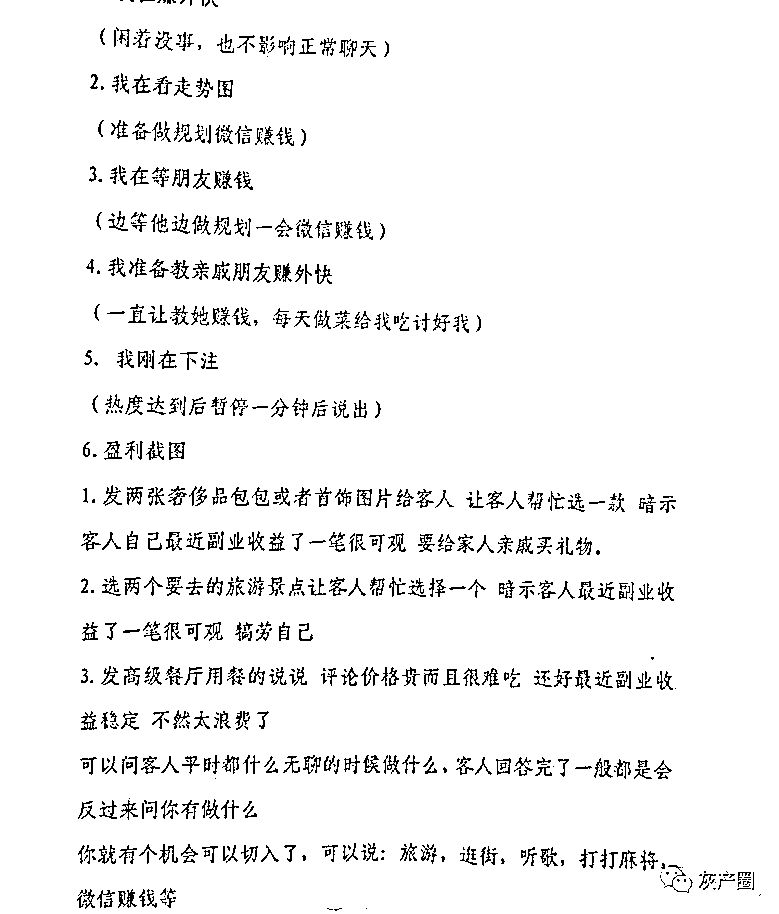 我在赚外快
（闲着没事，也不影响正常聊天）
2.我在看走势图
（准备做规划微信赚钱）
3.我在等朋友赚钱
（边等他边做规划一会微信赚钱）
4.我准备教亲戚朋友赚外快
（一直让教她赚钱，每天做菜给我吃讨好我）
5. 我刚在下注
（热度达到后暂停一分钟后说出）
6.盈利截图
1.发两张奢侈品包包或者首饰图片给客人 让客人帮忙选一款 暗示
客人自己最近副业收益了一笔很可观 要给家人亲戚买礼物。
2.选两个要去的旅游景点让客人帮忙选择一个 暗示客人最近副业收
益了一笔很可观 犒劳自己
3.发高级餐厅用餐的说说 评论价格贵而且很难吃 还好最近副业收
益稳定 不然太浪费了
可以问客人平时都什么无聊的时候做什么，客人回答完了一般都是会
反过来问你有做什么
你就有个机会可以切入了，可以说：旅游，逛街，听歌，打打麻将，
微信赚钱等
灰产圈